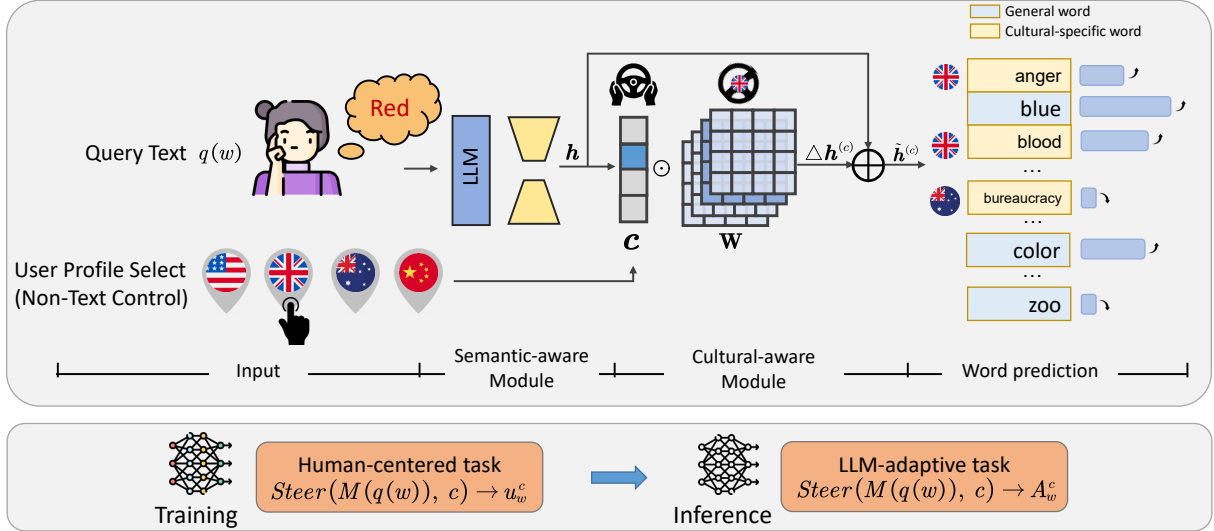 General word
Cultural-specific word
Query Text q(w)
Red
LLM
h
c
⊙
W
△h^(c)
h̃^(c)
anger
blue
blood
...
bureaucracy
...
color
...
zoo
User Profile Select
(Non-Text Control)
Input
Semantic-aware
Module
Cultural-aware
Module
Word prediction
Training
Human-centered task
Steer(M(q(w)), c) → u_w^c
Inference
LLM-adaptive task
Steer(M(q(w)), c) → A_w^c